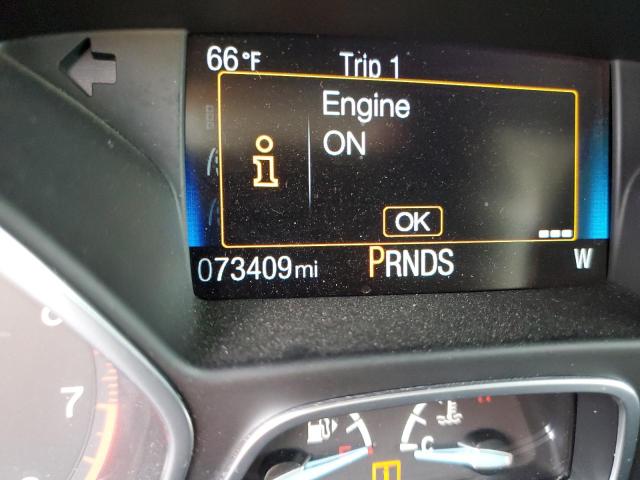 66°F Trip 1
Engine
ON
OK
073409mi PRNDS W
7
C